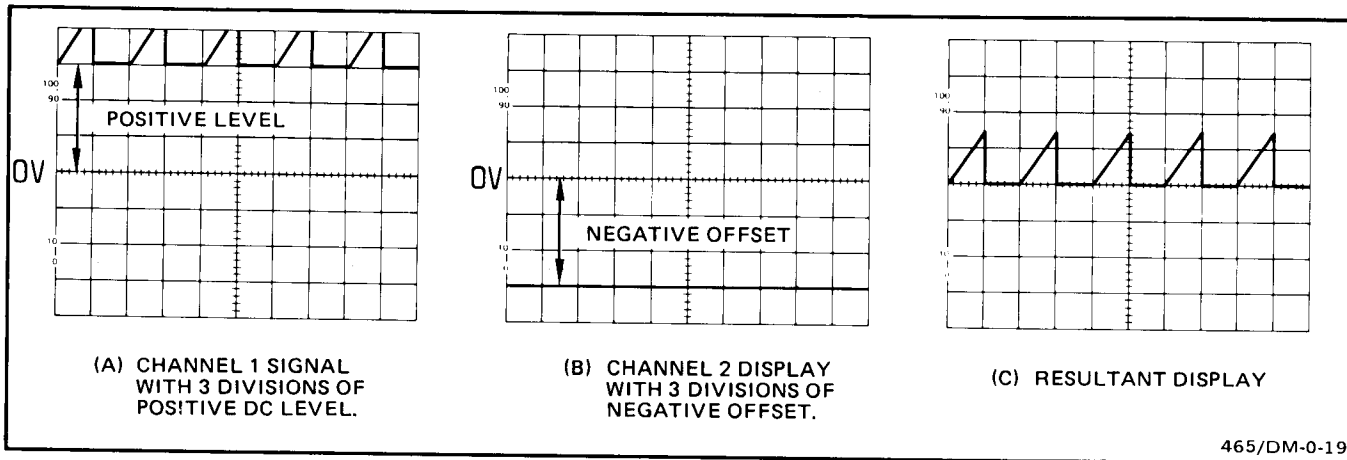 100
90
POSITIVE LEVEL
0V
10
0
(A) CHANNEL 1 SIGNAL
WITH 3 DIVISIONS OF
POSITIVE DC LEVEL.
100
90
0V
NEGATIVE OFFSET
10
(B) CHANNEL 2 DISPLAY
WITH 3 DIVISIONS OF
NEGATIVE OFFSET.
100
90
10
(C) RESULTANT DISPLAY
465/DM-0-19